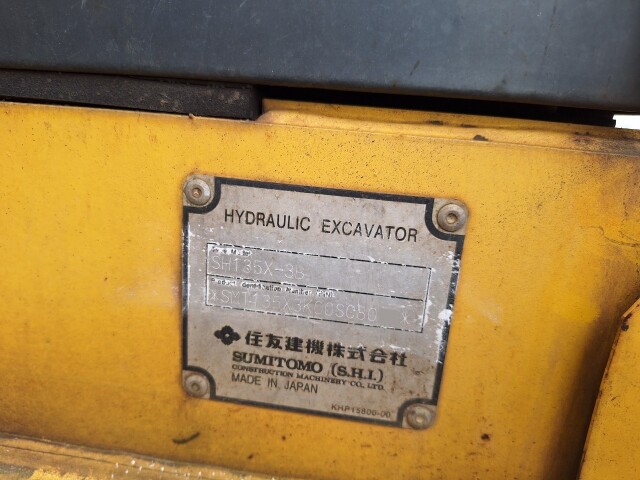 HYDRAULIC EXCAVATOR
SH135X-3B
住友建機株式会社
SUMITOMO (S.H.I.)
CONSTRUCTION MACHINERY CO., LTD.
MADE IN JAPAN
KHP15800-00